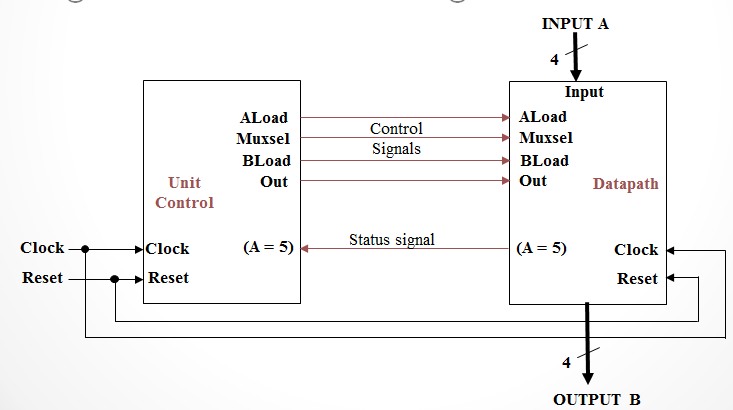 INPUT A
4
Input
ALoad
Muxsel
BLoad
Out
Unit
Control
Control
Signals
ALoad
Muxsel
BLoad
Out
Datapath
Clock
Clock
(A = 5)
Status signal
(A = 5)
Clock
Reset
Reset
Reset
4
OUTPUT B